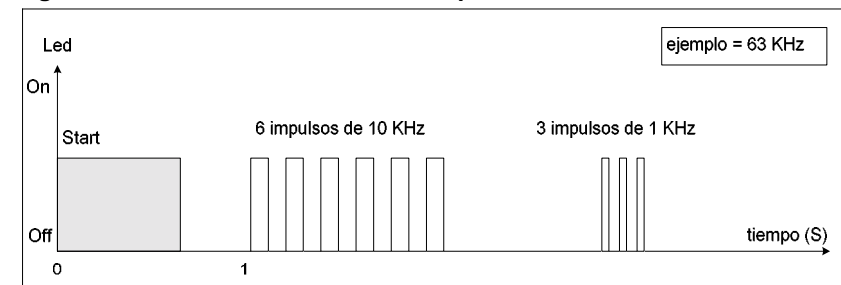 ejemplo = 63 KHz
Led
On
Start
6 impulsos de 10 KHz
3 impulsos de 1 KHz
Off
tiempo (S)
0
1